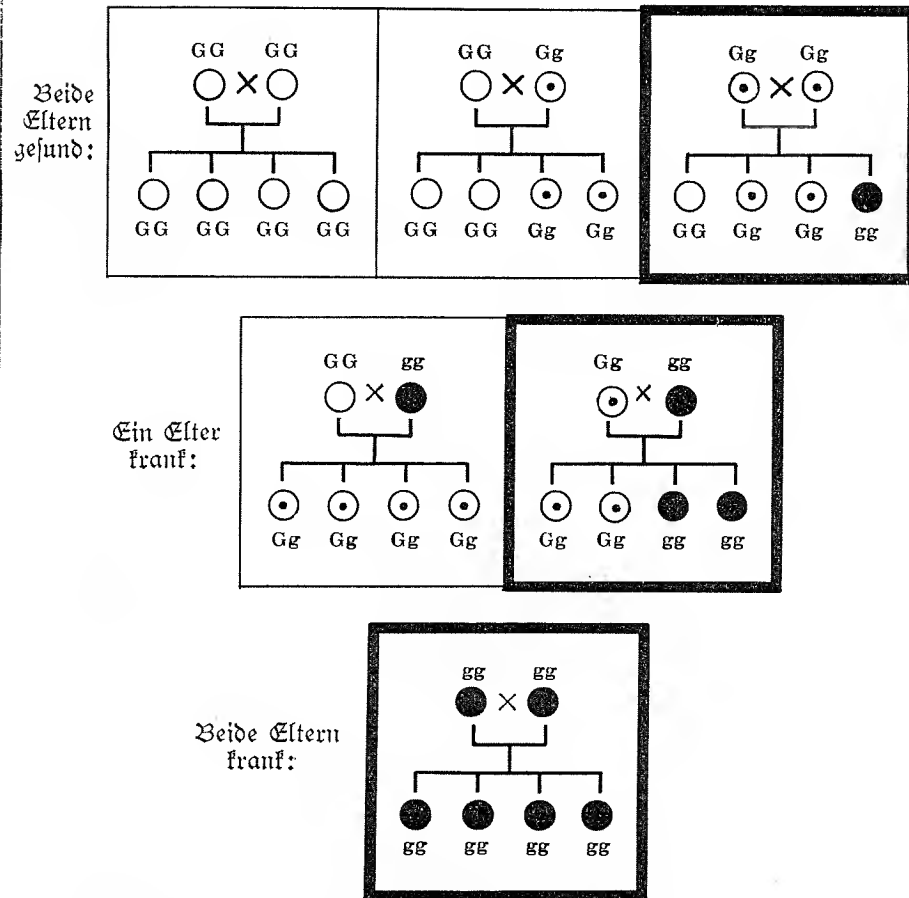 GG GG
GG Gg
Gg Gg
Beide
Eltern
gesund:
GG GG GG GG
GG GG Gg Gg
GG Gg Gg gg
GG gg
Gg gg
Ein Elter
krank:
Gg Gg Gg Gg
Gg Gg gg gg
gg gg
Beide Eltern
krank:
gg gg gg gg